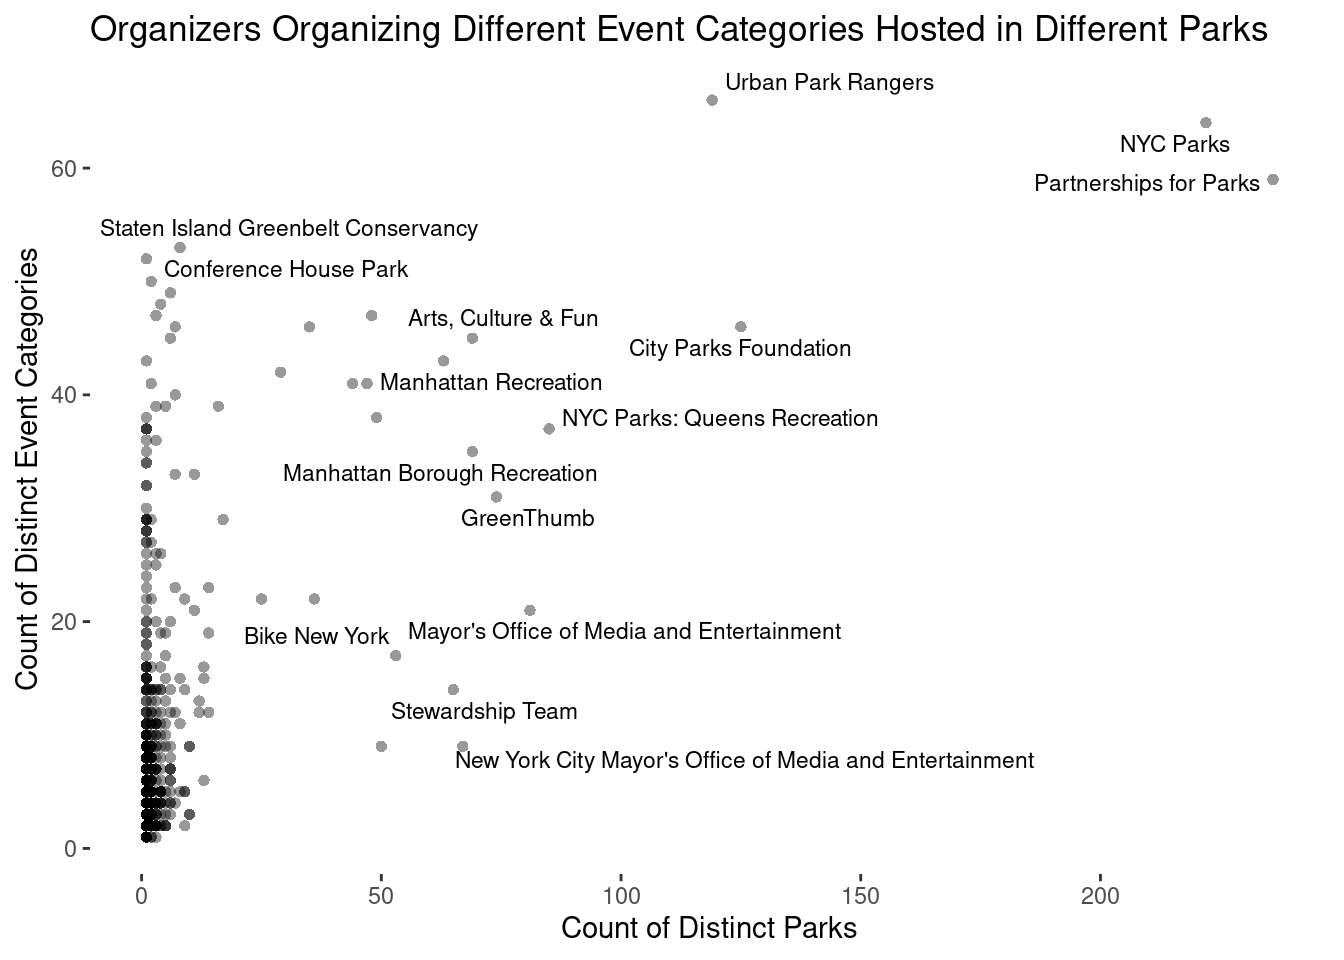 Organizers Organizing Different Event Categories Hosted in Different Parks
Urban Park Rangers
NYC Parks
60
Partnerships for Parks
Staten Island Greenbelt Conservancy
Conference House Park
Arts, Culture & Fun
City Parks Foundation
Manhattan Recreation
40
NYC Parks: Queens Recreation
Manhattan Borough Recreation
GreenThumb
20
Bike New York
Mayor's Office of Media and Entertainment
Stewardship Team
New York City Mayor's Office of Media and Entertainment
0
Count of Distinct Event Categories
0 50 100 150 200
Count of Distinct Parks